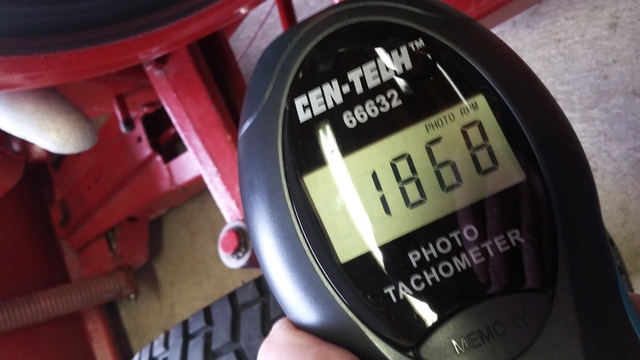 CEN-TECH™
66632
PHOTO RPM
1868
PHOTO
TACHOMETER
MEMORY